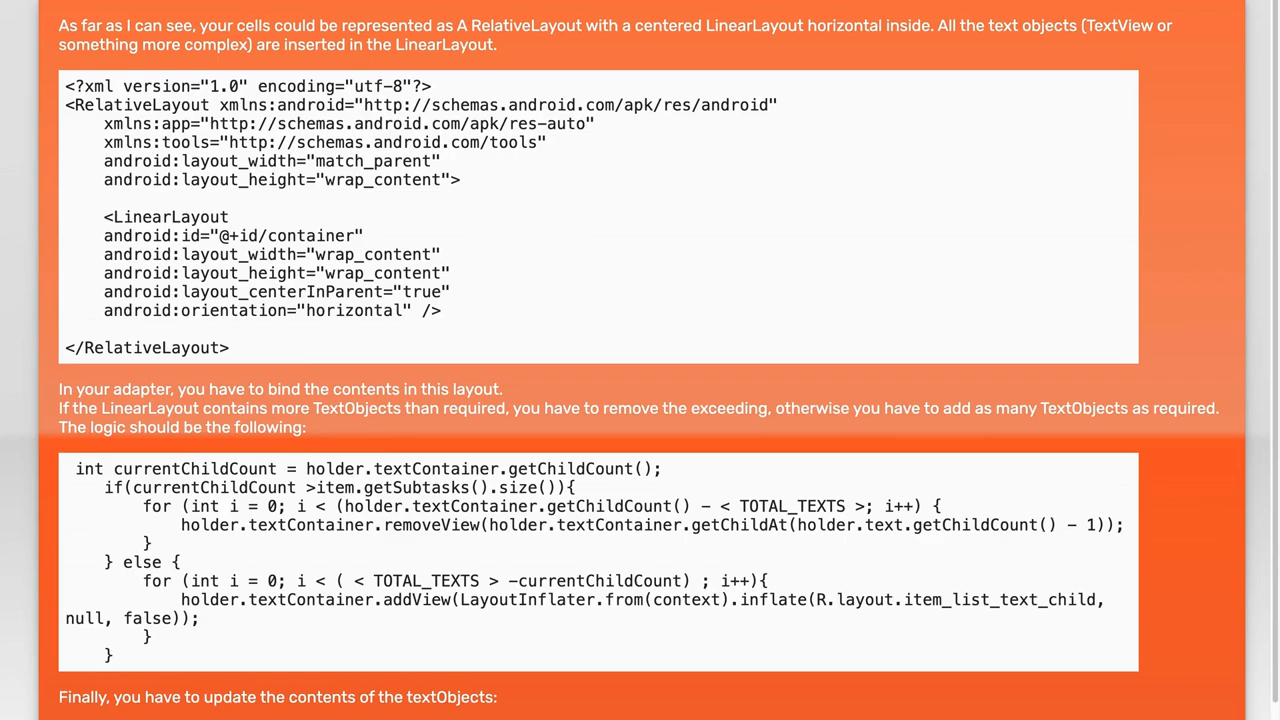 As far as I can see, your cells could be represented as A RelativeLayout with a centered LinearLayout horizontal inside. All the text objects (TextView or
something more complex) are inserted in the LinearLayout.
<?xml version="1.0" encoding="utf-8"?>
<RelativeLayout xmlns:android="http://schemas.android.com/apk/res/android"
    xmlns:app="http://schemas.android.com/apk/res-auto"
    xmlns:tools="http://schemas.android.com/tools"
    android:layout_width="match_parent"
    android:layout_height="wrap_content">

    <LinearLayout
    android:id="@+id/container"
    android:layout_width="wrap_content"
    android:layout_height="wrap_content"
    android:layout_centerInParent="true"
    android:orientation="horizontal" />

</RelativeLayout>
In your adapter, you have to bind the contents in this layout.
If the LinearLayout contains more TextObjects than required, you have to remove the exceeding, otherwise you have to add as many TextObjects as required.
The logic should be the following:
 int currentChildCount = holder.textContainer.getChildCount();
    if(currentChildCount >item.getSubtasks().size()){
        for (int i = 0; i < (holder.textContainer.getChildCount() - < TOTAL_TEXTS >; i++) {
            holder.textContainer.removeView(holder.textContainer.getChildAt(holder.text.getChildCount() - 1));
        }
    } else {
        for (int i = 0; i < ( < TOTAL_TEXTS > -currentChildCount) ; i++){
            holder.textContainer.addView(LayoutInflater.from(context).inflate(R.layout.item_list_text_child,
null, false));
        }
    }
Finally, you have to update the contents of the textObjects: